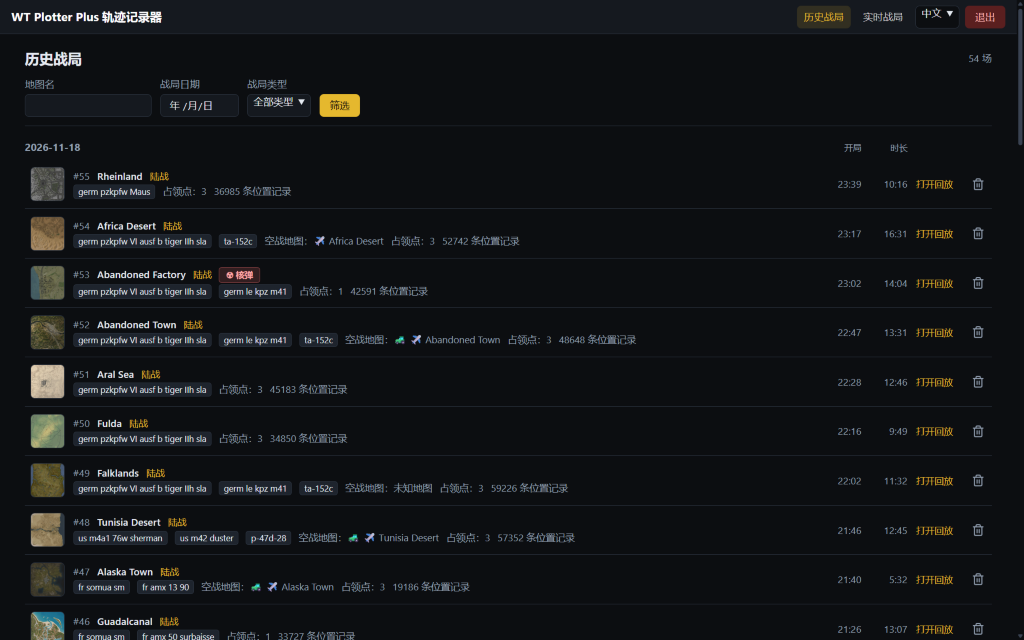 WT Plotter Plus 轨迹记录器 历史战局 实时战局 中文 ▼ 退出
历史战局 54 场
地图名 战局日期 战局类型
年 /月/日 全部类型 ▼ 筛选
2026-11-18 开局 时长
#55 Rheinland 陆战
germ pzkpfw Maus 占领点: 3 36985 条位置记录 23:39 10:16 打开回放
#54 Africa Desert 陆战
germ pzkpfw VI ausf b tiger IIh sla ta-152c 空战地图: Africa Desert 占领点: 3 52742 条位置记录 23:17 16:31 打开回放
#53 Abandoned Factory 陆战 核弹
germ pzkpfw VI ausf b tiger IIh sla germ le kpz m41 占领点: 1 42591 条位置记录 23:02 14:04 打开回放
#52 Abandoned Town 陆战
germ pzkpfw VI ausf b tiger IIh sla germ le kpz m41 ta-152c 空战地图: Abandoned Town 占领点: 3 48648 条位置记录 22:47 13:31 打开回放
#51 Aral Sea 陆战
germ pzkpfw VI ausf b tiger IIh sla 占领点: 3 45183 条位置记录 22:28 12:46 打开回放
#50 Fulda 陆战
germ pzkpfw VI ausf b tiger IIh sla 占领点: 3 34850 条位置记录 22:16 9:49 打开回放
#49 Falklands 陆战
germ pzkpfw VI ausf b tiger IIh sla germ le kpz m41 ta-152c 空战地图: 未知地图 占领点: 3 59226 条位置记录 22:02 11:32 打开回放
#48 Tunisia Desert 陆战
us m4a1 76w sherman us m42 duster p-47d-28 空战地图: Tunisia Desert 占领点: 3 57352 条位置记录 21:46 12:45 打开回放
#47 Alaska Town 陆战
fr somua sm fr amx 13 90 空战地图: Alaska Town 占领点: 3 19186 条位置记录 21:40 5:32 打开回放
#46 Guadalcanal 陆战
fr somua sm fr amx 50 surbaisse 占领点: 1 33727 条位置记录 21:26 13:07 打开回放